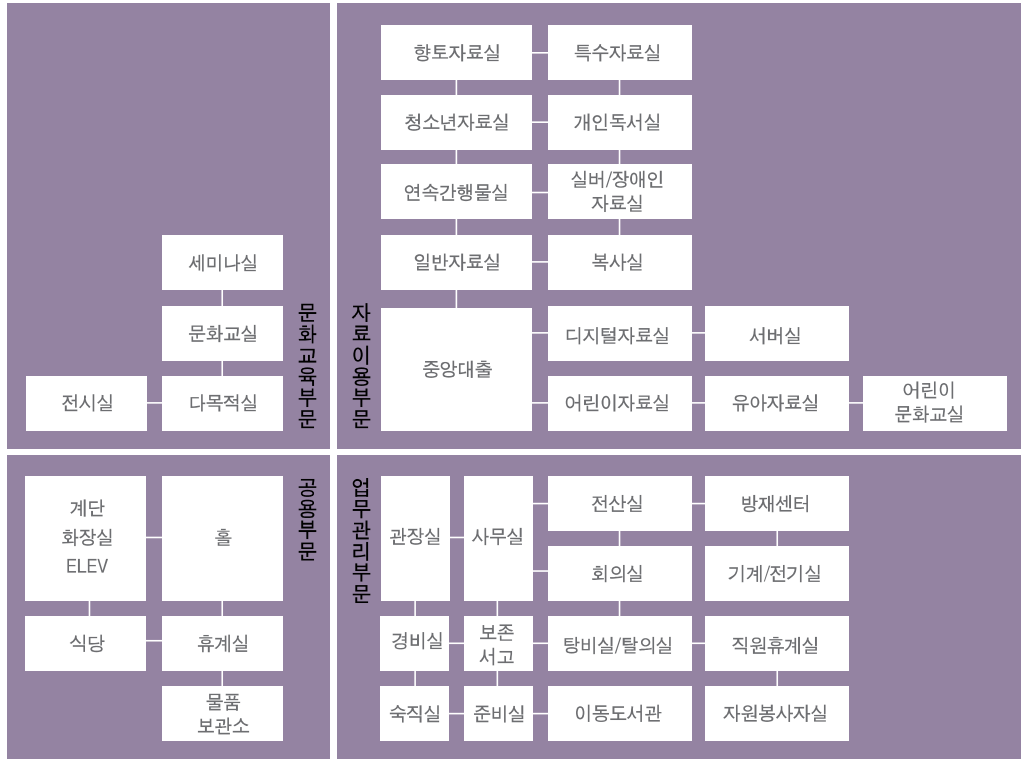 세미나실
문화교실
전시실
다목적실
문화교육부문
향토자료실
특수자료실
청소년자료실
개인독서실
연속간행물실
실버/장애인
자료실
일반자료실
복사실
중앙대출
디지털자료실
서버실
어린이자료실
유아자료실
어린이
문화교실
자료이용부문
계단
화장실
ELEV
홀
식당
휴게실
물품
보관소
공용부문
업무관리부문
관장실
사무실
전산실
방재센터
회의실
기계/전기실
경비실
보존
서고
탕비실/탈의실
직원휴게실
숙직실
준비실
이동도서관
자원봉사자실